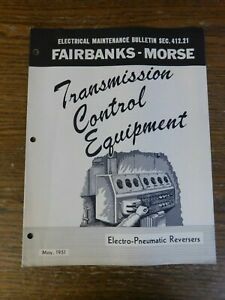 ELECTRICAL MAINTENANCE BULLETIN SEC. 412.21
FAIRBANKS - MORSE
Transmission
Control
Equipment
Electro-Pneumatic Reversers
May, 1951